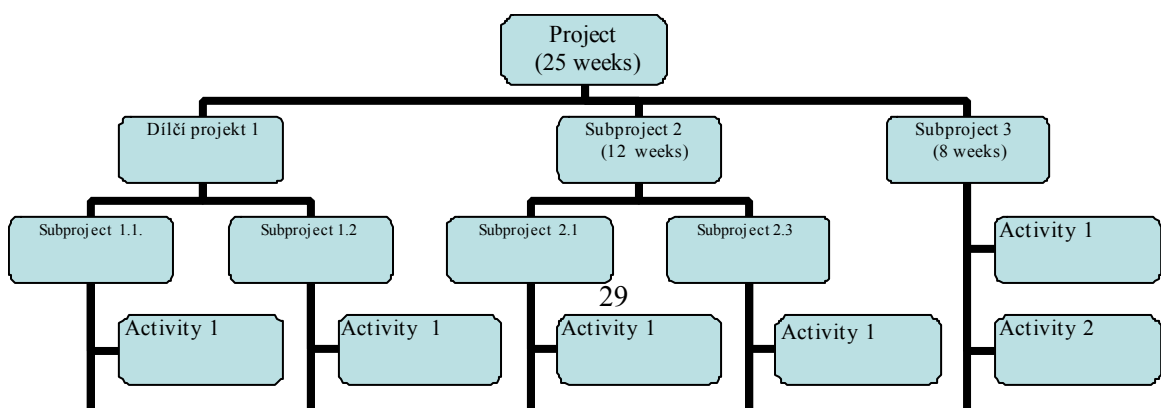 Project
(25 weeks)
Dílčí projekt 1
Subproject 2
(12 weeks)
Subproject 3
(8 weeks)
Subproject 1.1.
Subproject 1.2
Subproject 2.1
Subproject 2.3
Activity 1
29
Activity 1
Activity 1
Activity 1
Activity 1
Activity 2